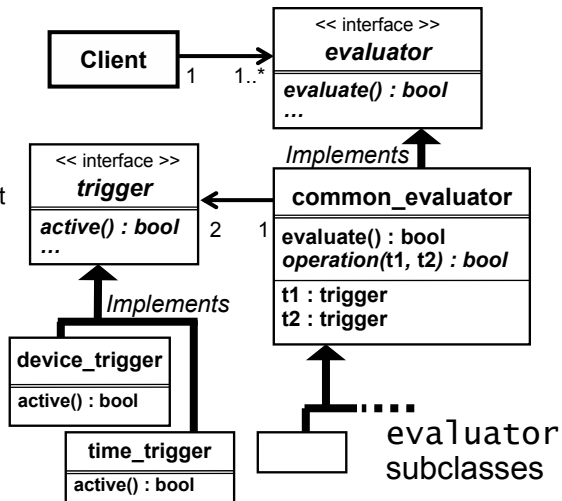 << interface >>
evaluator
Client
1
1..*
evaluate() : bool
...
Implements
<< interface >>
trigger
t
common_evaluator
active() : bool
...
2
1
evaluate() : bool
operation(t1, t2) : bool
Implements
t1 : trigger
t2 : trigger
device_trigger
active() : bool
time_trigger
active() : bool
evaluator
subclasses